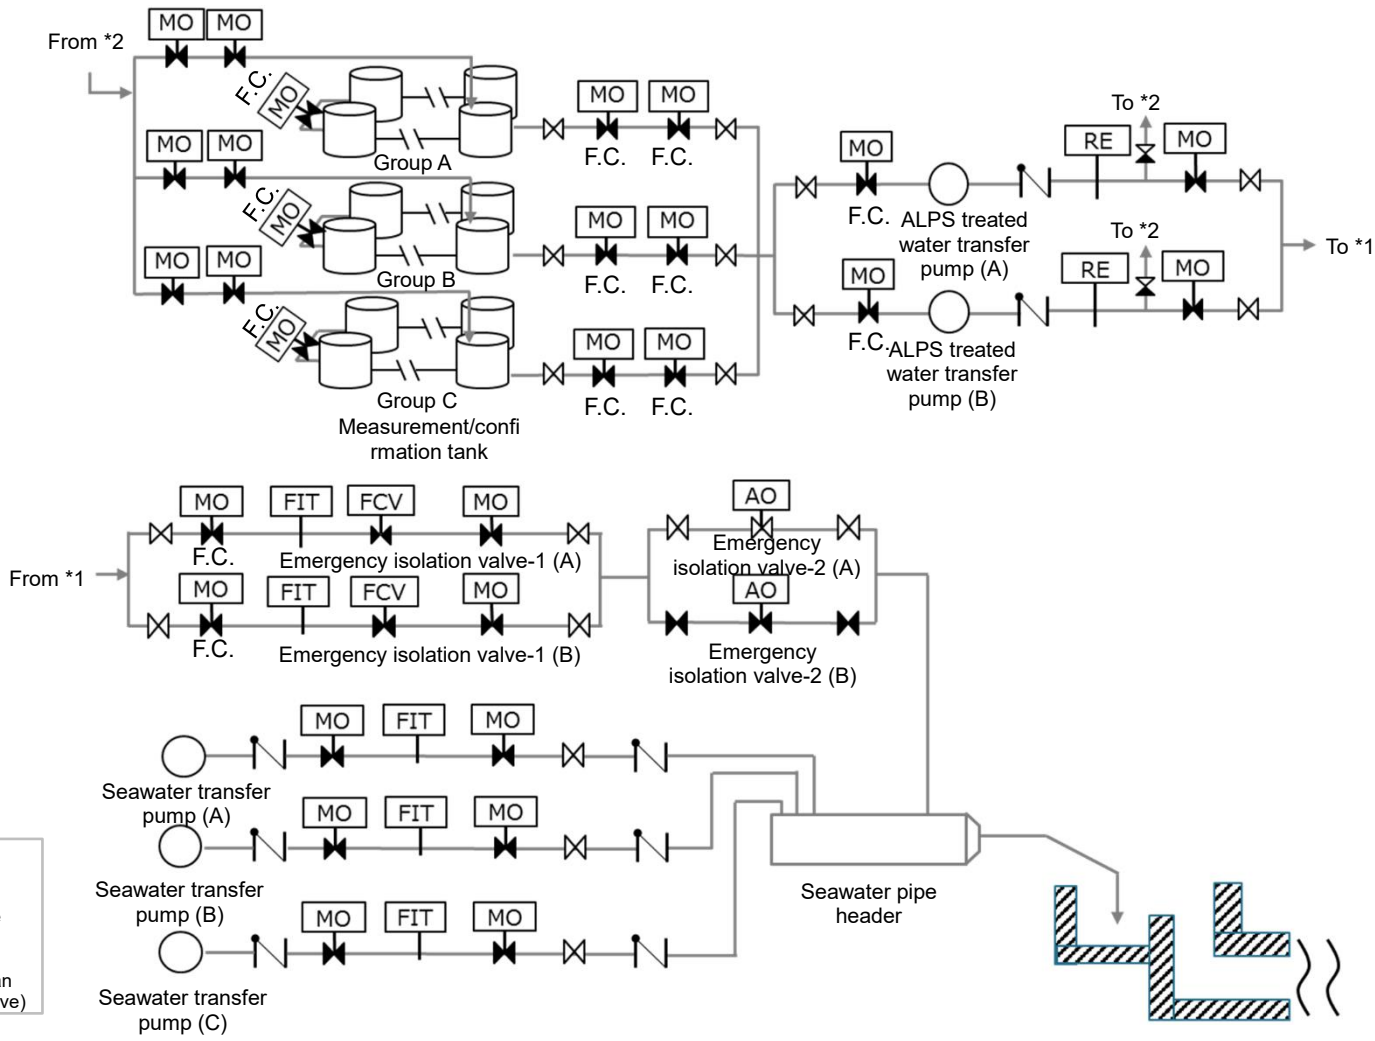 MO MO
From *2
F.C. MO
Group A
MO MO
F.C. F.C.
MO MO
F.C. MO
Group B
MO MO
F.C. F.C.
MO MO
F.C. MO
Group C
MO MO
F.C. F.C.
Measurement/confi
rmation tank
MO
F.C.
ALPS treated
water transfer
pump (A)
RE
To *2
MO
MO
F.C.
ALPS treated
water transfer
pump (B)
RE
To *2
MO
To *1
From *1
MO FIT FCV MO
F.C.
Emergency isolation valve-1 (A)
MO FIT FCV MO
F.C.
Emergency isolation valve-1 (B)
AO
Emergency
isolation valve-2 (A)
AO
Emergency
isolation valve-2 (B)
MO FIT MO
Seawater transfer
pump (A)
MO FIT MO
Seawater transfer
pump (B)
MO FIT MO
Seawater transfer
pump (C)
Seawater pipe
header
ve)